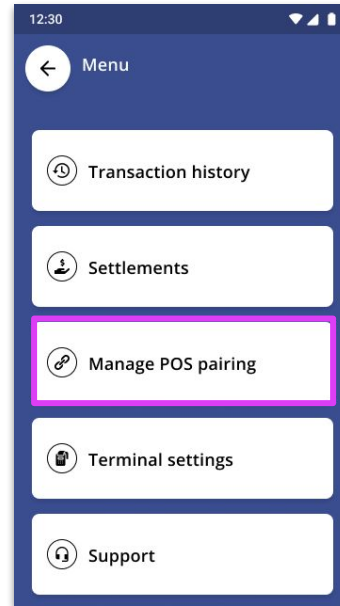 12:30
Menu
Transaction history
Settlements
Manage POS pairing
Terminal settings
Support